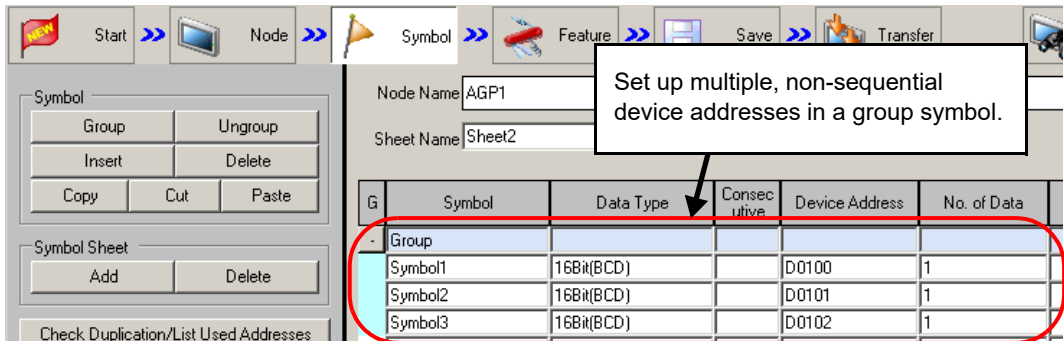 NEW Start Node Symbol Feature Save Transfer
Set up multiple, non-sequential
device addresses in a group symbol.
Symbol
Group Ungroup
Insert Delete
Copy Cut Paste
Symbol Sheet
Add Delete
Check Duplication/List Used Addresses
Node Name AGP1
Sheet Name Sheet2
G Symbol Data Type Consec utive Device Address No. of Data
- Group
Symbol1 16Bit(BCD) D0100 1
Symbol2 16Bit(BCD) D0101 1
Symbol3 16Bit(BCD) D0102 1